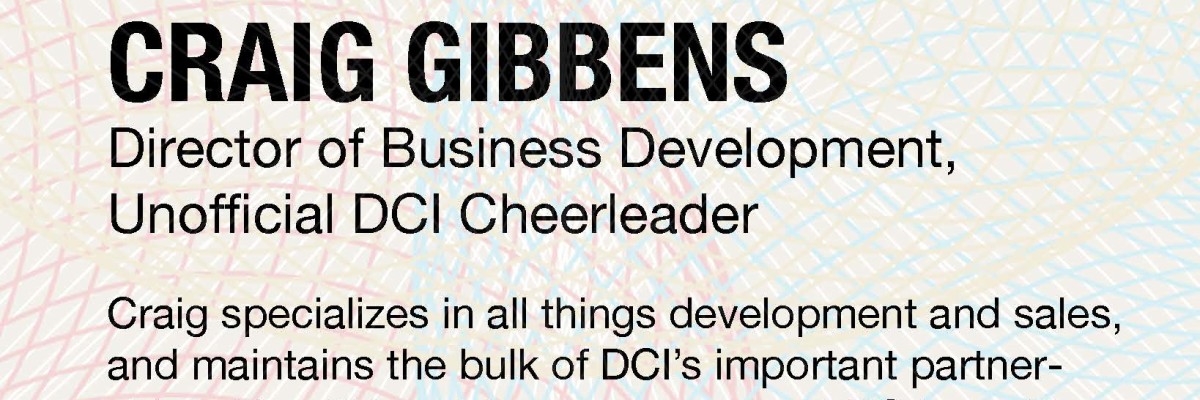 CRAIG GIBBENS
Director of Business Development,
Unofficial DCI Cheerleader
Craig specializes in all things development and sales,
and maintains the bulk of DCI's important partner-